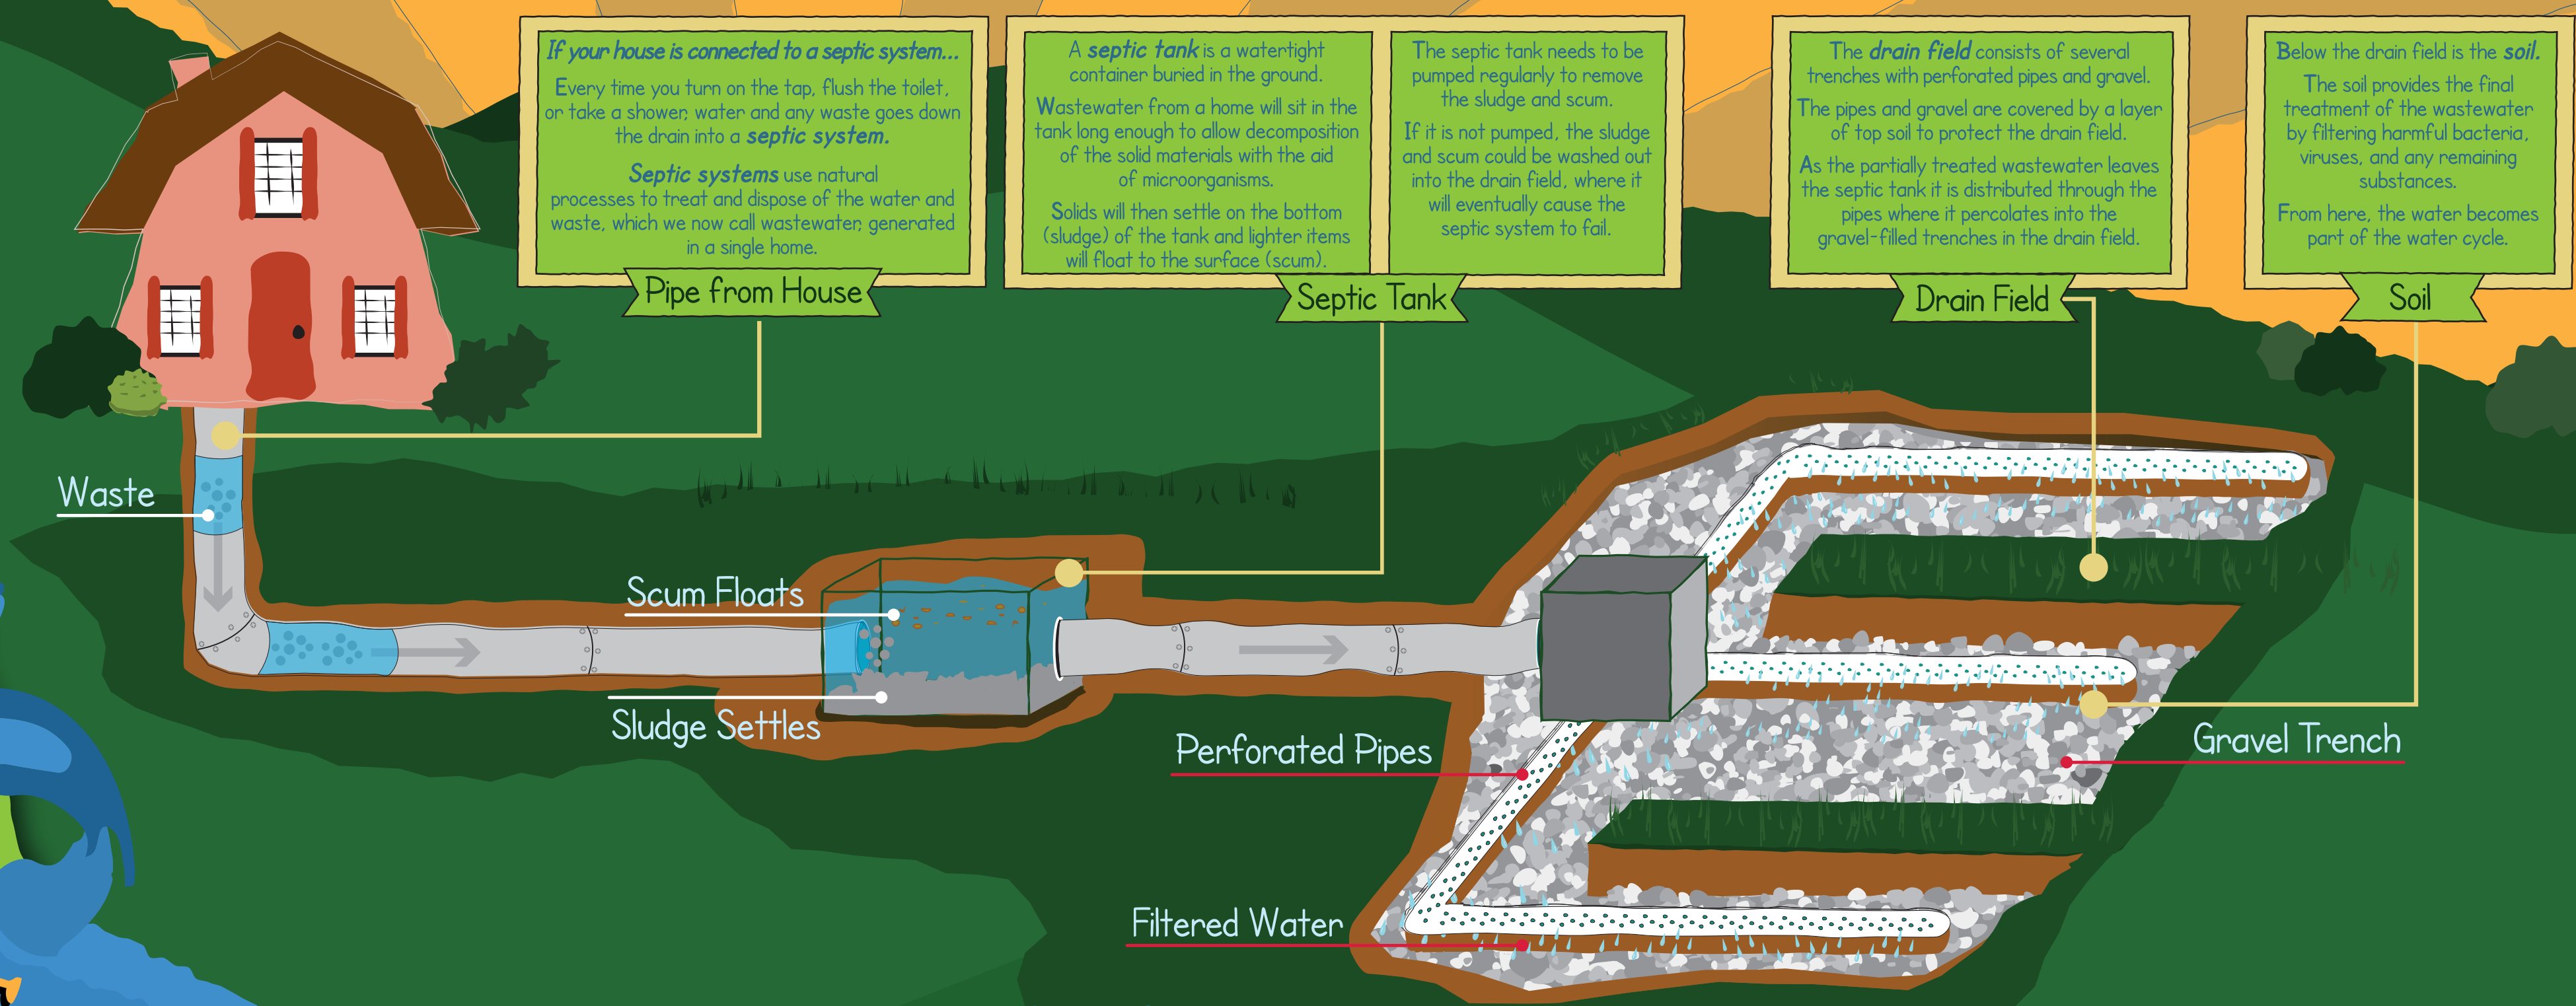 If your house is connected to a septic system...
Every time you turn on the tap, flush the toilet,
or take a shower, water and any waste goes down
the drain into a septic system.
Septic systems use natural
processes to treat and dispose of the water and
waste, which we now call wastewater, generated
in a single home.
Pipe from House
A septic tank is a watertight
container buried in the ground.
Wastewater from a home will sit in the
tank long enough to allow decomposition
of the solid materials with the aid
of microorganisms.
Solids will then settle on the bottom
(sludge) of the tank and lighter items
will float to the surface (scum).
The septic tank needs to be
pumped regularly to remove
the sludge and scum.
If it is not pumped, the sludge
and scum could be washed out
into the drain field, where it
will eventually cause the
septic system to fail.
Septic Tank
The drain field consists of several
trenches with perforated pipes and gravel.
The pipes and gravel are covered by a layer
of top soil to protect the drain field.
As the partially treated wastewater leaves
the septic tank it is distributed through the
pipes where it percolates into the
gravel-filled trenches in the drain field.
Drain Field
Below the drain field is the soil.
The soil provides the final
treatment of the wastewater
by filtering harmful bacteria,
viruses, and any remaining
substances.
From here, the water becomes
part of the water cycle.
Soil
Waste
Scum Floats
Sludge Settles
Perforated Pipes
Gravel Trench
Filtered Water